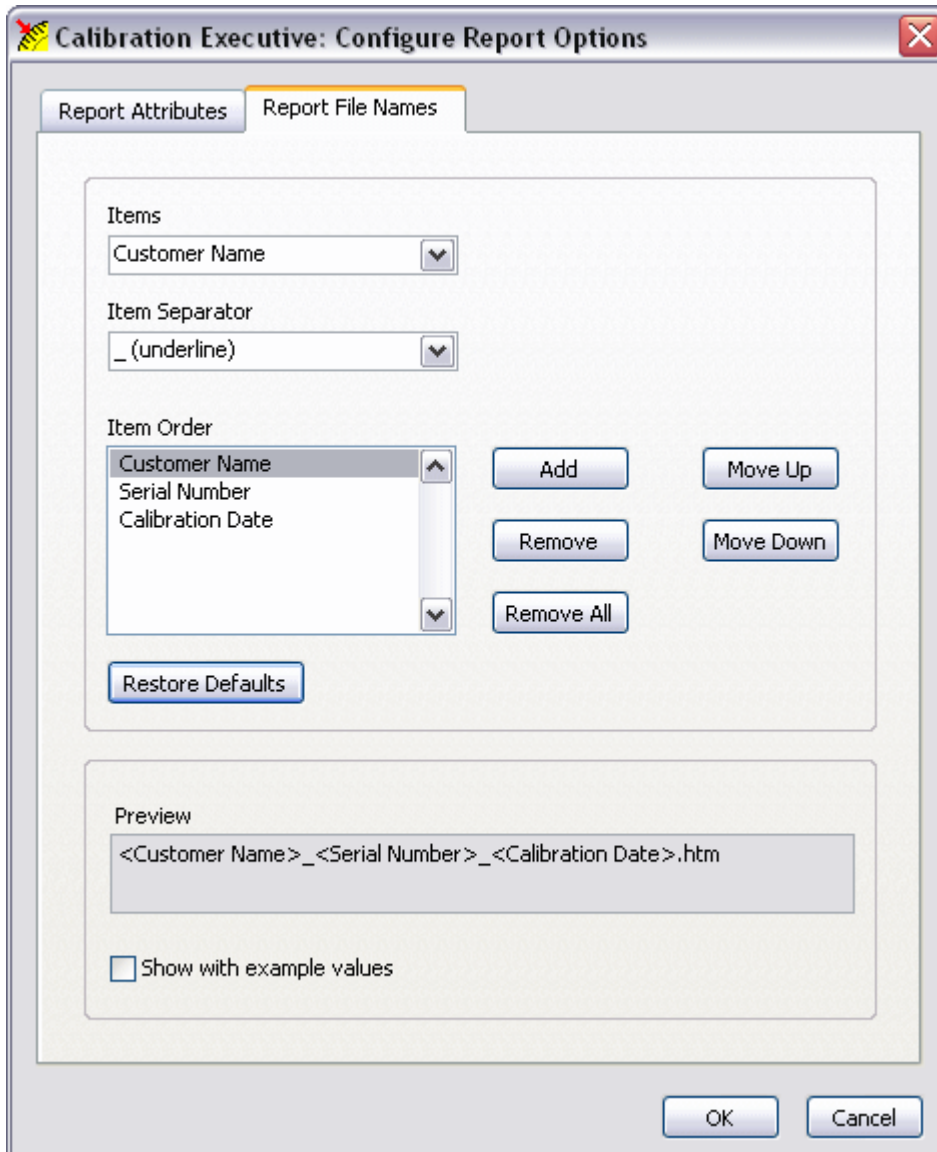 Calibration Executive: Configure Report Options
Report Attributes
Report File Names
Items
Customer Name
Item Separator
_ (underline)
Item Order
Customer Name
Serial Number
Calibration Date
Add
Move Up
Remove
Move Down
Remove All
Restore Defaults
Preview
<Customer Name>_<Serial Number>_<Calibration Date>.htm
Show with example values
OK
Cancel